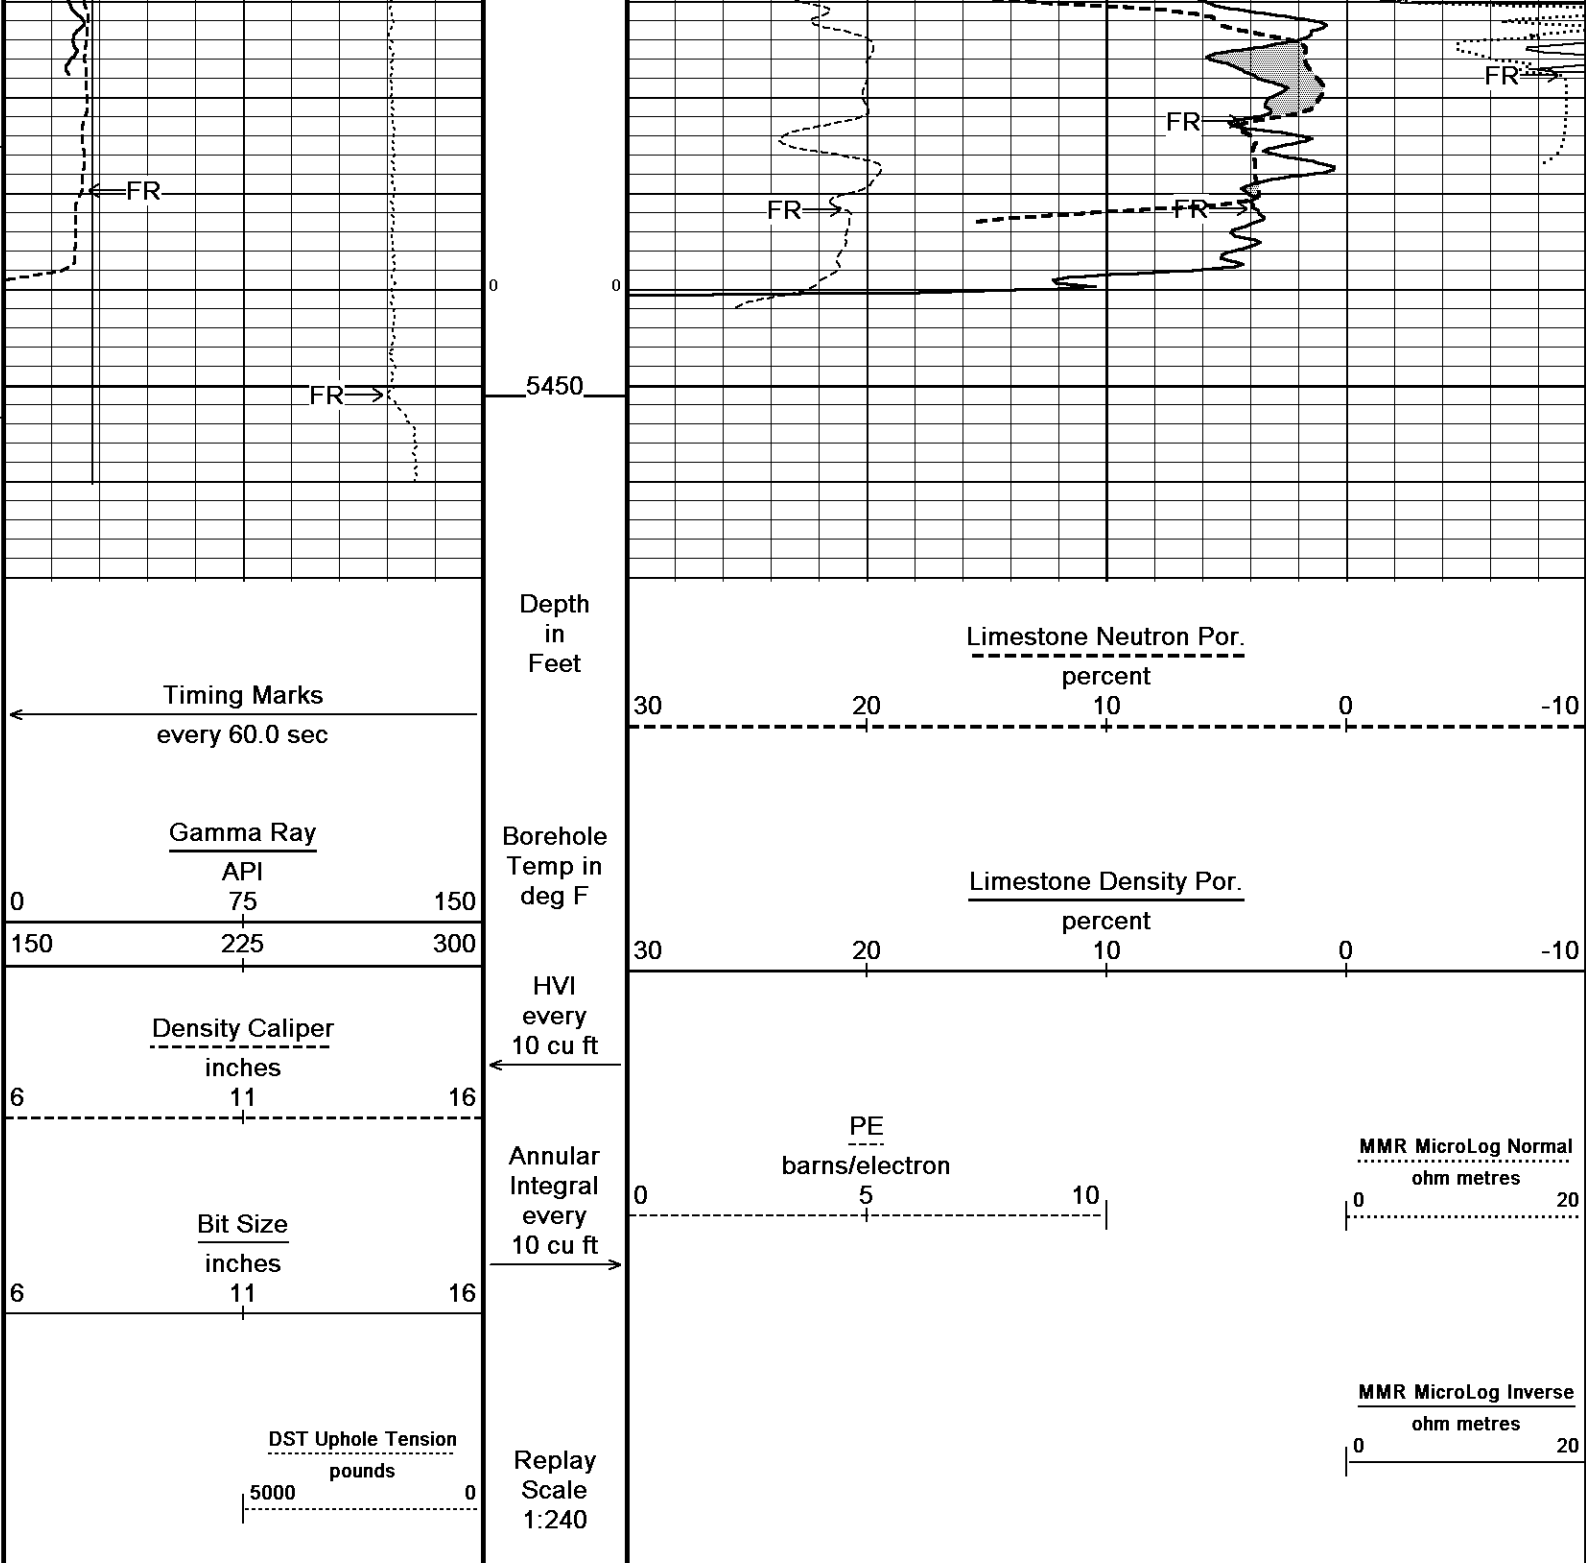 FR
FR
FR
FR
FR
0 0
FR
5450
Depth
in
Feet
Timing Marks
every 60.0 sec
Gamma Ray
API
0 75 150
150 225 300
Density Caliper
inches
6 11 16
Bit Size
inches
6 11 16
DST Uphole Tension
pounds
5000 0
Borehole
Temp in
deg F
HVI
every
10 cu ft
Annular
Integral
every
10 cu ft
Replay
Scale
1:240
Limestone Neutron Por.
percent
30 20 10 0 -10
Limestone Density Por.
percent
30 20 10 0 -10
PE
barns/electron
0 5 10
MMR MicroLog Normal
ohm metres
0 20
MMR MicroLog Inverse
ohm metres
0 20